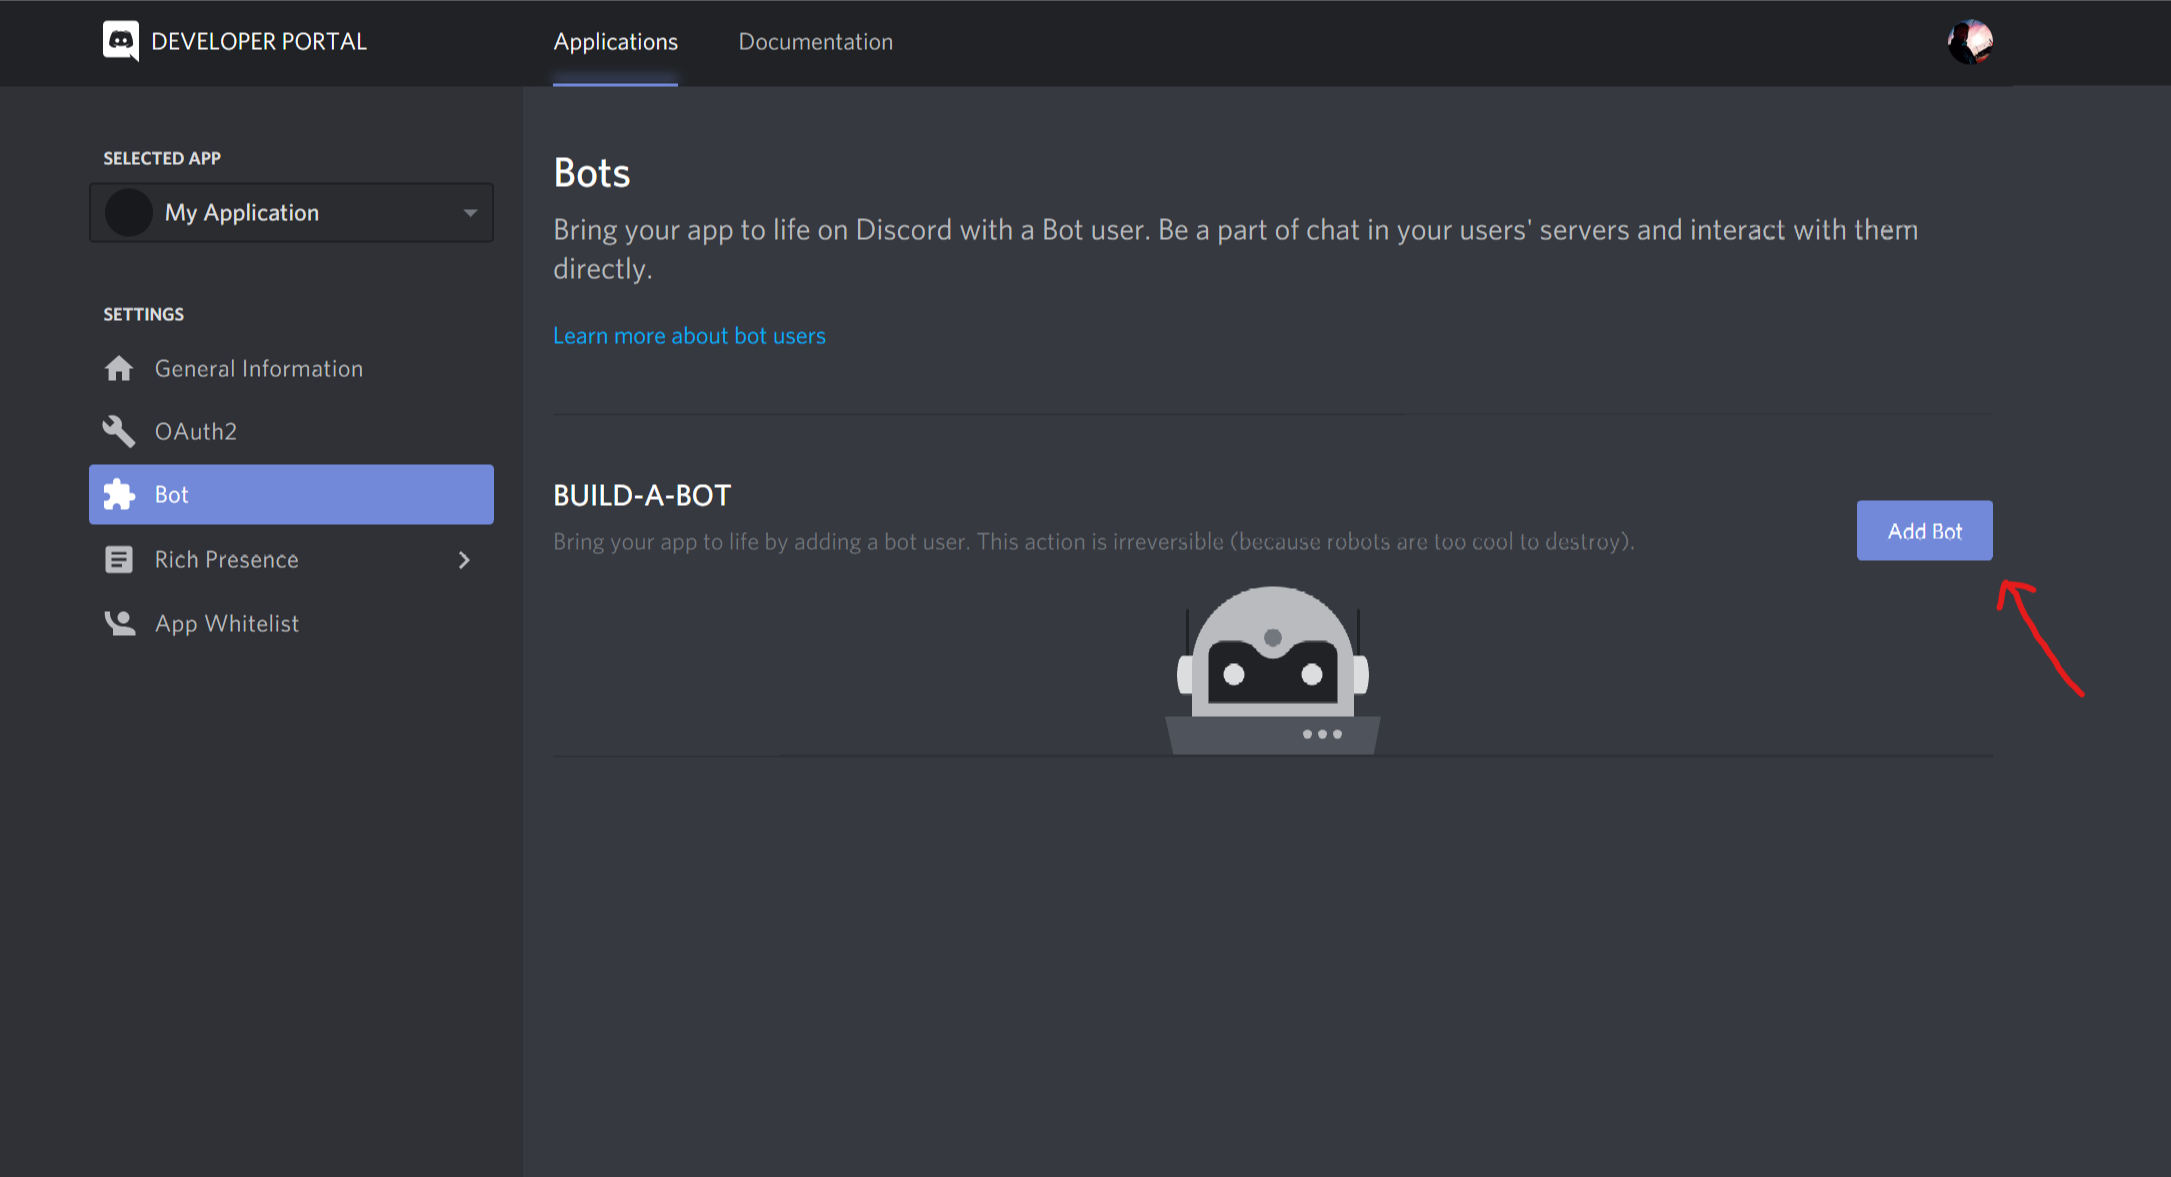 DEVELOPER PORTAL
Applications
Documentation
SELECTED APP
My Application
SETTINGS
General Information
OAuth2
Bot
Rich Presence
App Whitelist
Bots
Bring your app to life on Discord with a Bot user. Be a part of chat in your users' servers and interact with them
directly.
Learn more about bot users
BUILD-A-BOT
Bring your app to life by adding a bot user. This action is irreversible (because robots are too cool to destroy).
Add Bot